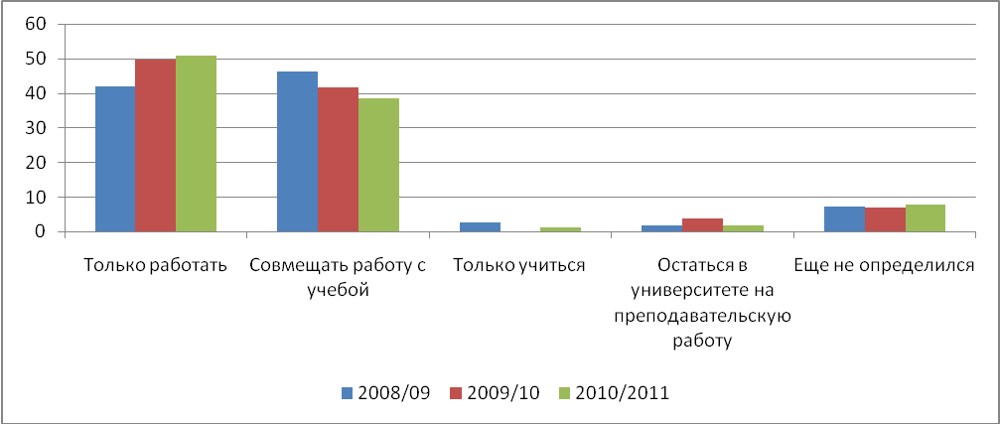 60
50
40
30
20
10
0
Только работать
Совмещать работу с
учебой
Только учиться
Остаться в
университете на
преподавательскую
работу
Еще не определился
2008/09
2009/10
2010/2011